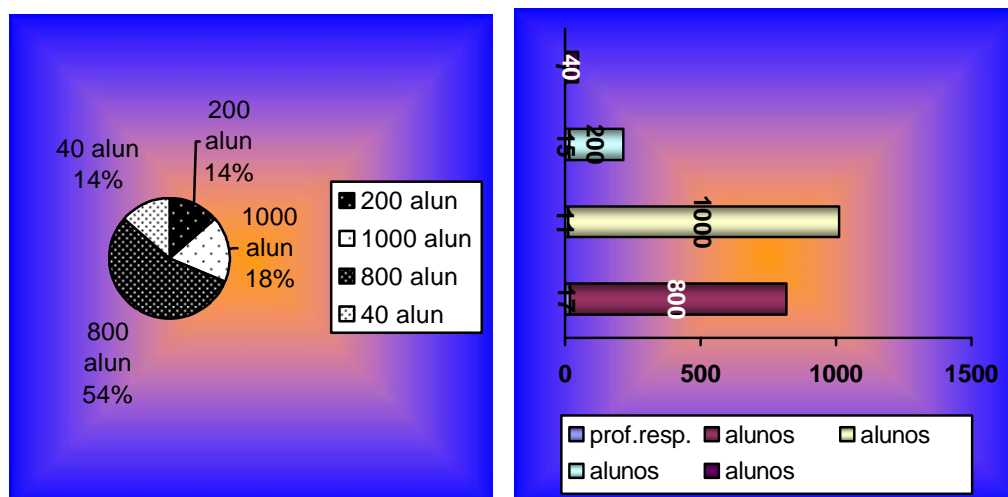 200
alun
14%
40 alun
14%
1000
alun
18%
800
alun
54%
200 alun
1000 alun
800 alun
40 alun
40
15
200
11
1000
17
800
0 500 1000 1500
prof.resp. alunos alunos
alunos alunos